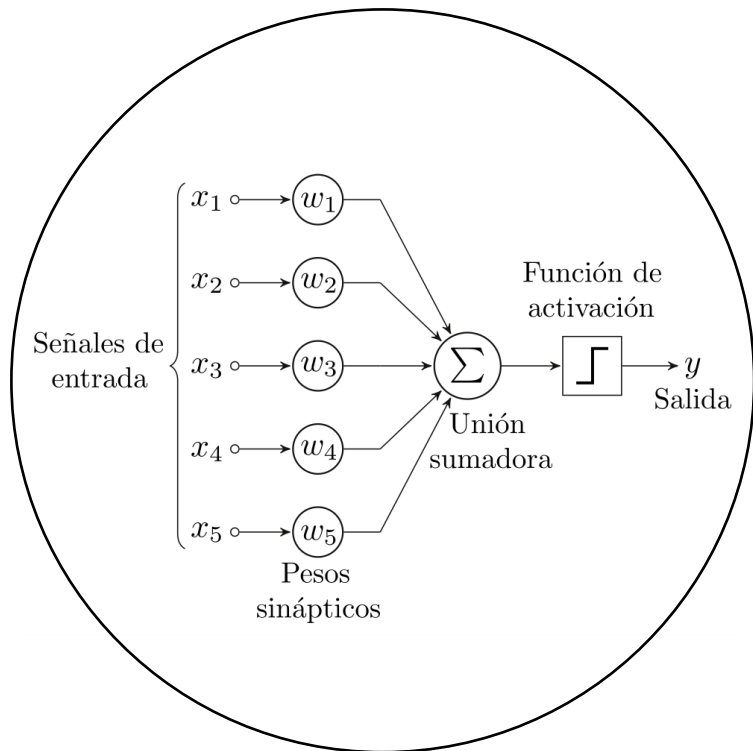 x₁ w₁
x₂ w₂
Función de
activación
Señales de
entrada
x₃ w₃ Σ y
Salida
Unión
sumadora
x₄ w₄
x₅ w₅
Pesos
sinápticos